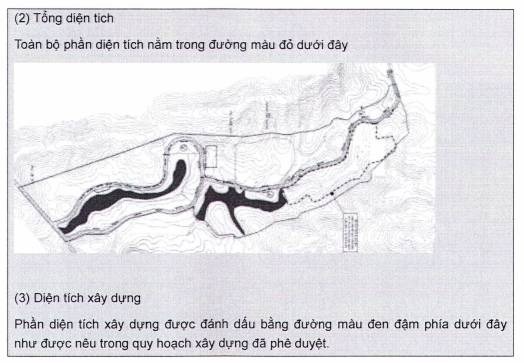 (2) Tổng diện tich
Toàn bộ phần diện tích nằm trong đường màu đỏ dưới đây
(3) Diện tích xây dựng
Phần diện tích xây dựng được đánh dấu bằng đường màu đen đậm phía dưới đây
như được nêu trong quy hoạch xây dựng đã phê duyệt.